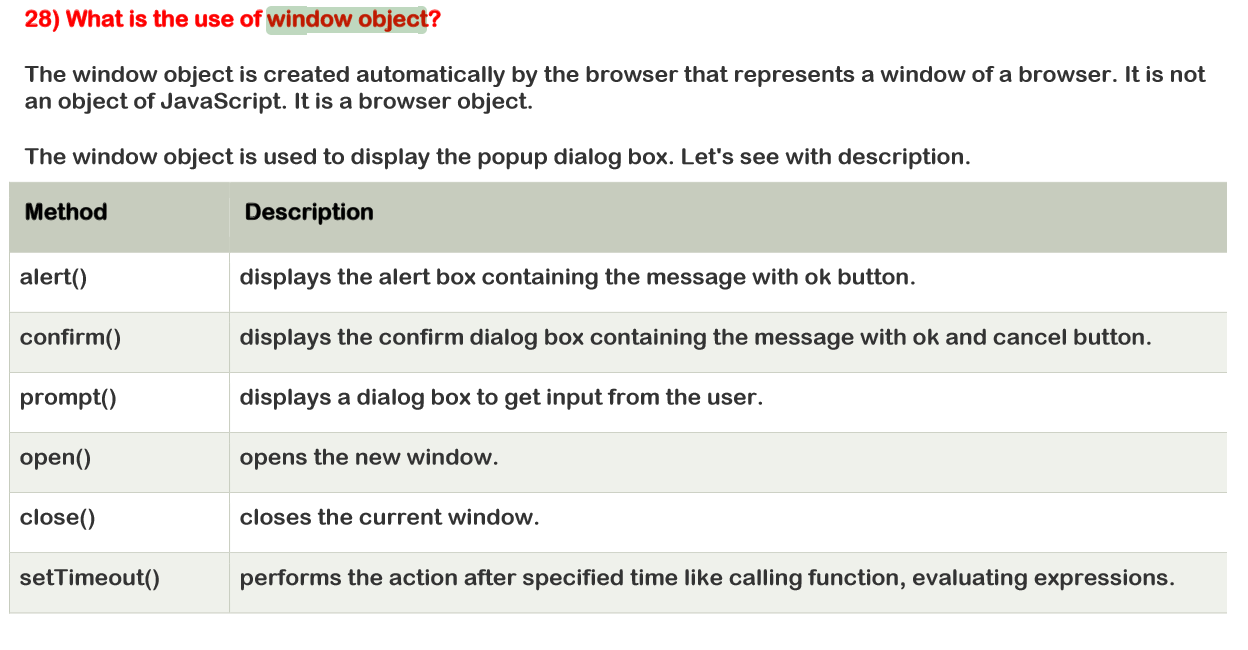 28) What is the use of window object?
The window object is created automatically by the browser that represents a window of a browser. It is not
an object of JavaScript. It is a browser object.
The window object is used to display the popup dialog box. Let's see with description.
Method Description
alert() displays the alert box containing the message with ok button.
confirm() displays the confirm dialog box containing the message with ok and cancel button.
prompt() displays a dialog box to get input from the user.
open() opens the new window.
close() closes the current window.
setTimeout() performs the action after specified time like calling function, evaluating expressions.